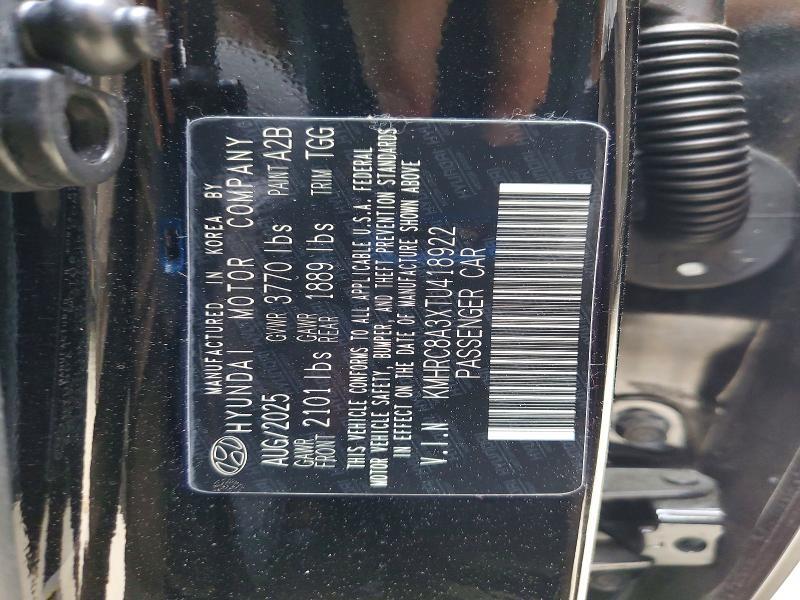 MANUFACTURED IN KOREA BY
HYUNDAI MOTOR COMPANY
AUG/2025 GVWR 3770 lbs PAINT A2B
GAWR FRONT 2101 lbs GAWR REAR 1889 lbs TRIM TGG
THIS VEHICLE CONFORMS TO ALL APPLICABLE U.S.A. FEDERAL
MOTOR VEHICLE SAFETY, BUMPER AND THEFT PREVENTION STANDARDS
IN EFFECT ON THE DATE OF MANUFACTURE SHOWN ABOVE
V.I.N KMHRC8A3XTU418922
PASSENGER CAR